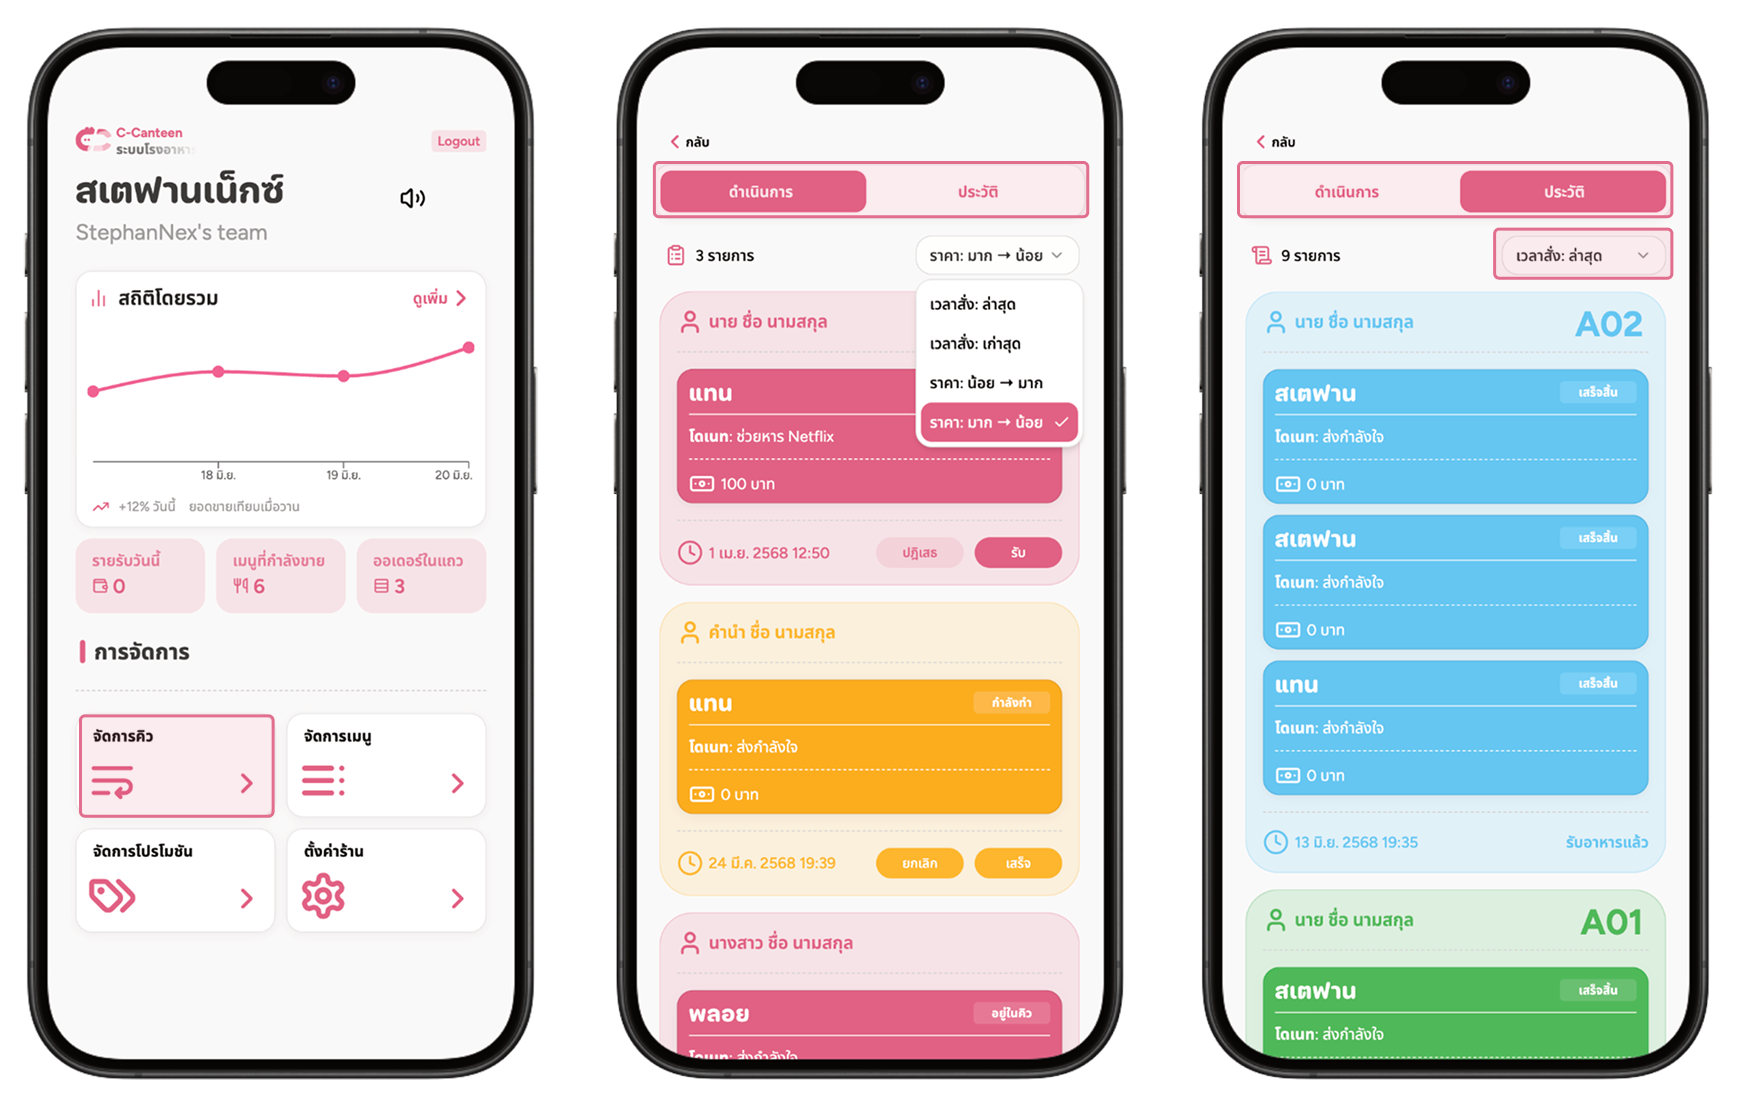 C-Canteen
ระบบโรงอาหาร
Logout
สเตฟานเน็กซ์
StephanNex's team
สถิติโดยรวม
ดูเพิ่ม
18 มิ.ย.
19 มิ.ย.
20 มิ.ย.
+12% วันนี้ ยอดขายเทียบเมื่อวาน
รายรับวันนี้
0
เมนูที่กำลังขาย
6
ออเดอร์ในแถว
3
การจัดการ
จัดการคิว
จัดการเมนู
จัดการโปรโมชัน
ตั้งค่าร้าน
กลับ
ดำเนินการ
ประวัติ
3 รายการ
ราคา: มาก → น้อย
เวลาสั่ง: ล่าสุด
เวลาสั่ง: เก่าสุด
ราคา: น้อย → มาก
ราคา: มาก → น้อย
นาย ชื่อ นามสกุล
แทน
โดเนท: ช่วยหาร Netflix
100 บาท
1 เม.ย. 2568 12:50
ปฏิเสธ
รับ
คำนำ ชื่อ นามสกุล
แทน
กำลังทำ
โดเนท: ส่งกำลังใจ
0 บาท
24 มี.ค. 2568 19:39
ยกเลิก
เสร็จ
นางสาว ชื่อ นามสกุล
พลอย
อยู่ในคิว
โดเนท: ส่งกำลังใจ
กลับ
ดำเนินการ
ประวัติ
9 รายการ
เวลาสั่ง: ล่าสุด
นาย ชื่อ นามสกุล
A02
สเตฟาน
เสร็จสิ้น
โดเนท: ส่งกำลังใจ
0 บาท
สเตฟาน
เสร็จสิ้น
โดเนท: ส่งกำลังใจ
0 บาท
แทน
เสร็จสิ้น
โดเนท: ส่งกำลังใจ
0 บาท
13 มิ.ย. 2568 19:35
รับอาหารแล้ว
นาย ชื่อ นามสกุล
A01
สเตฟาน
เสร็จสิ้น
โดเนท: ส่งกำลังใจ